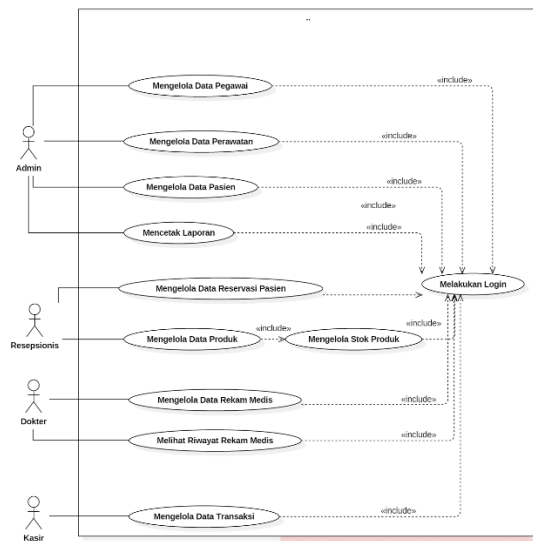 ..
Mengelola Data Pegawai
«include»
Mengelola Data Perawatan
«include»
Admin
Mengelola Data Pasien
«include»
«include»
Mencetak Laporan
Melakukan Login
Mengelola Data Reservasi Pasien
Resepsionis
Mengelola Data Produk
«include»
Mengelola Stok Produk
«include»
Mengelola Data Rekam Medis
«include»
Dokter
Melihat Riwayat Rekam Medis
«include»
Mengelola Data Transaksi
«include»
Kasir